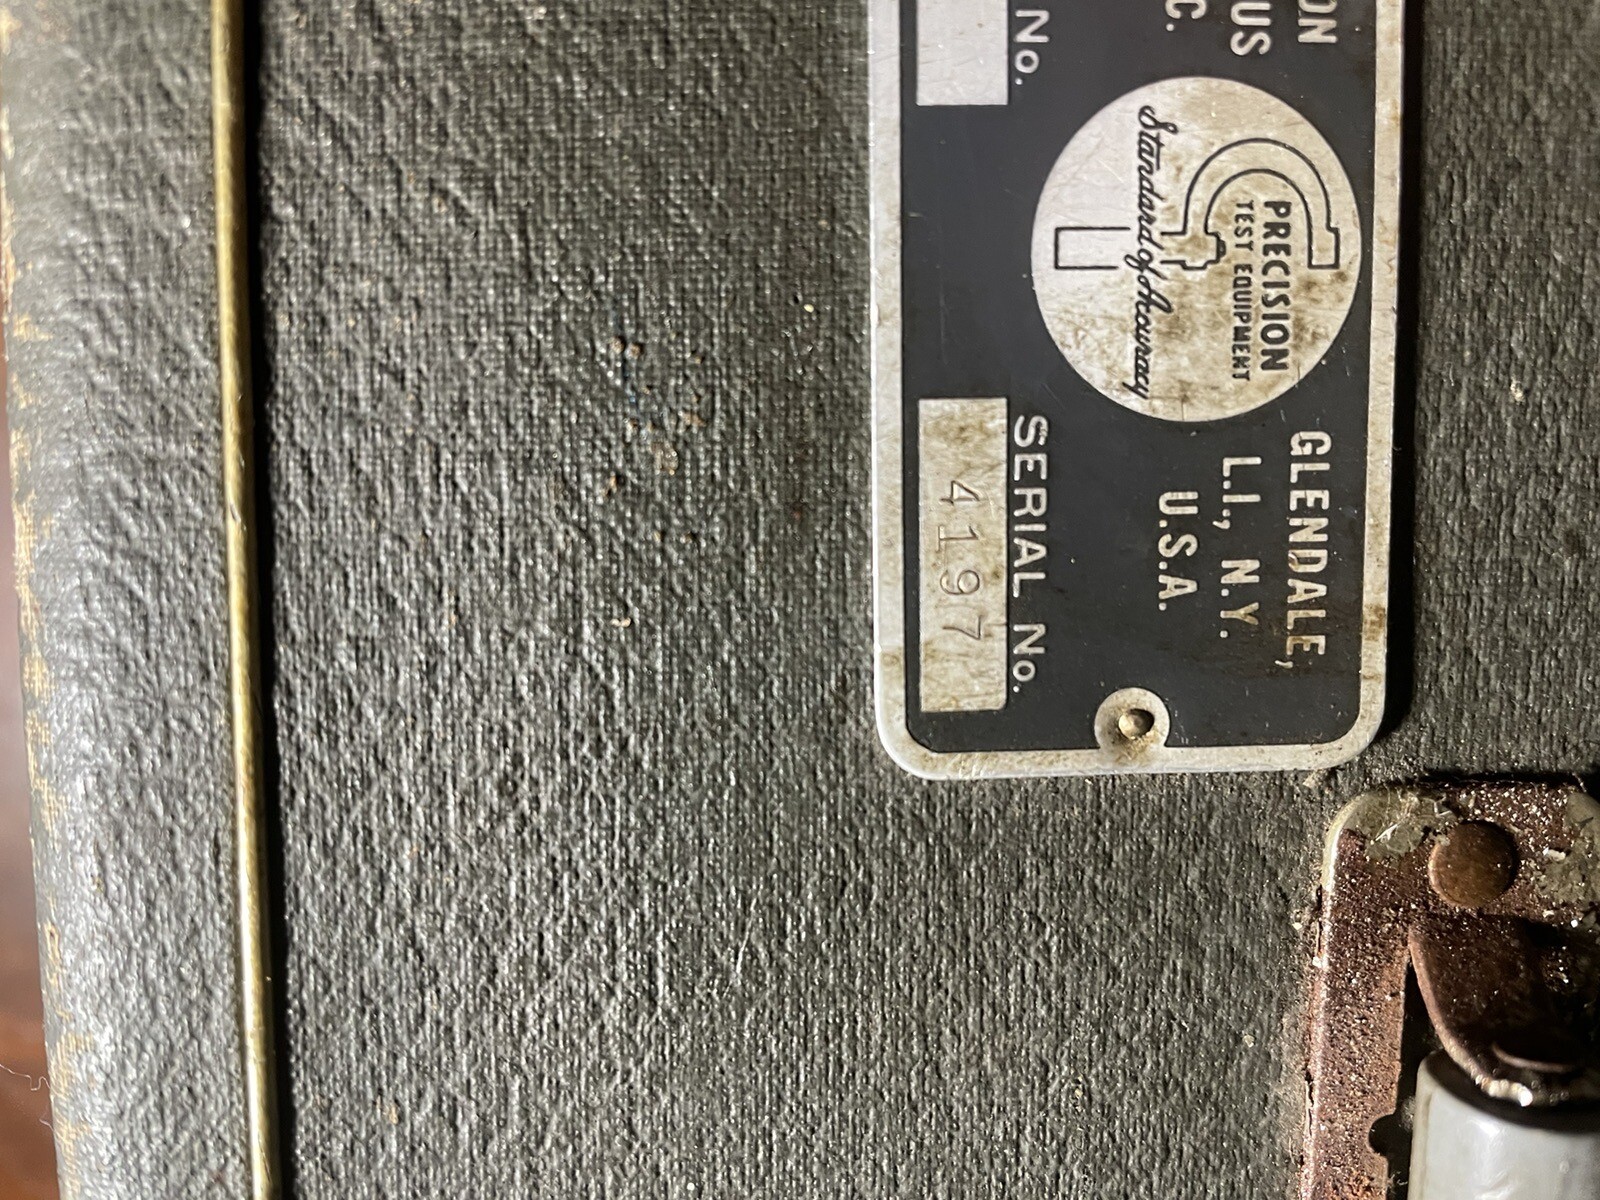 ON
US
C.
No.
PRECISION
TEST EQUIPMENT
Standard of Accuracy
GLENDALE,
L.I., N.Y.
U.S.A.
SERIAL No.
4197